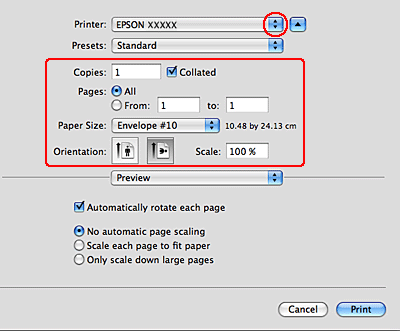 Printer: EPSON XXXXX
Presets: Standard
Copies: 1 Collated
Pages: All
From: 1 to: 1
Paper Size: Envelope #10 10.48 by 24.13 cm
Orientation: Scale: 100 %
Preview
Automatically rotate each page
No automatic page scaling
Scale each page to fit paper
Only scale down large pages
Cancel Print